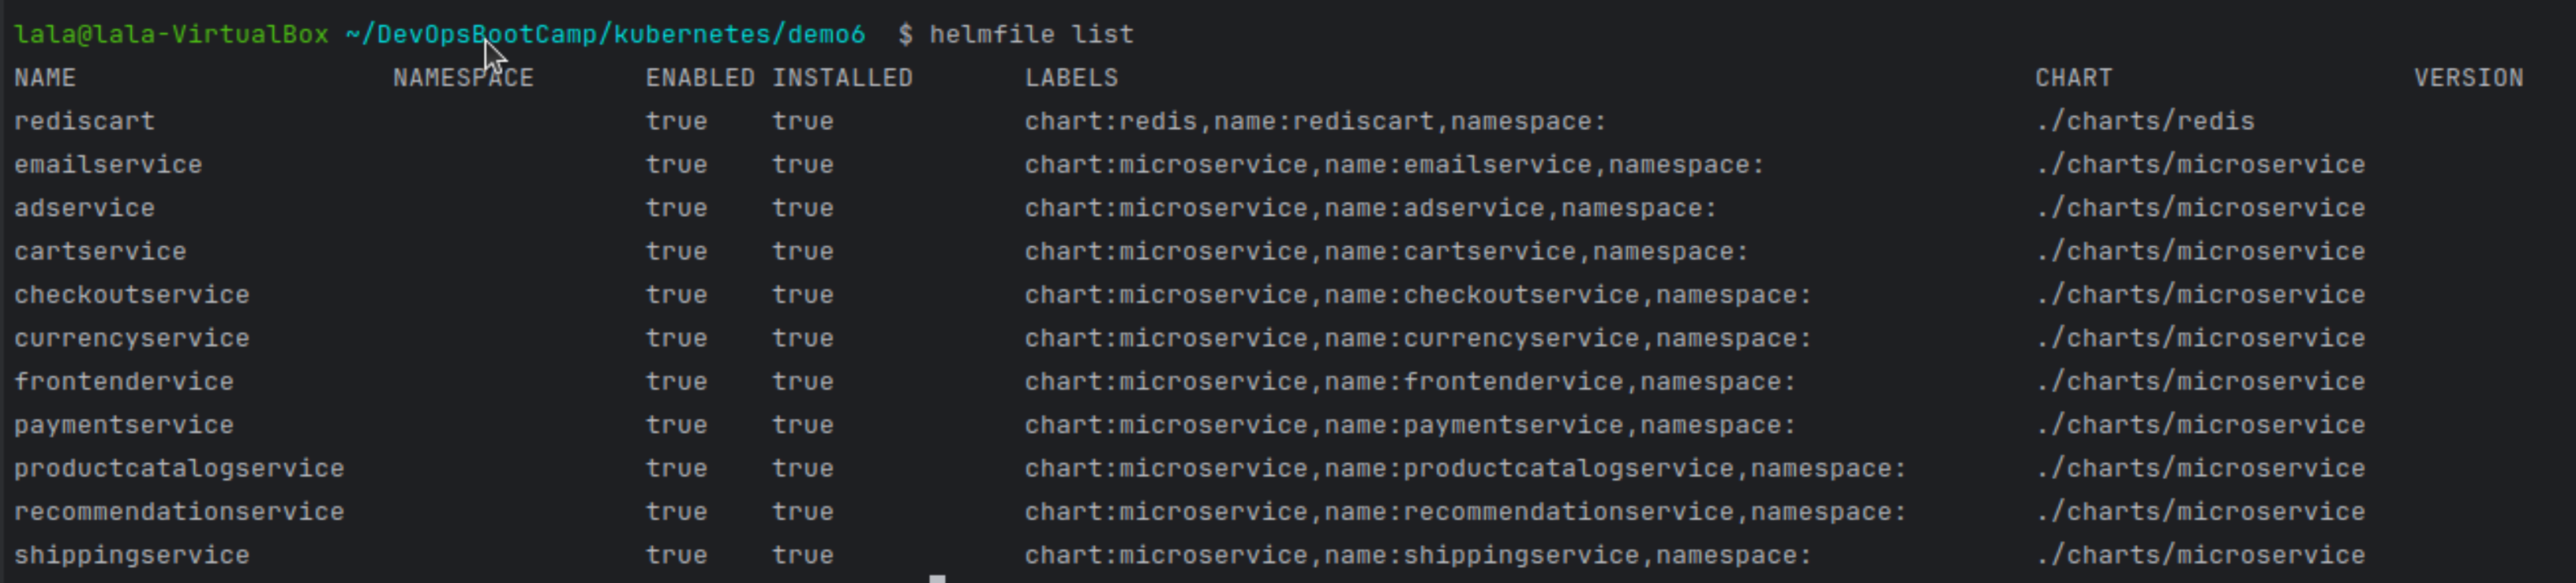 lala@lala-VirtualBox ~/DevOpsBootCamp/kubernetes/demo6 $ helmfile list
NAME NAMESPACE ENABLED INSTALLED LABELS CHART VERSION
rediscart true true chart:redis,name:rediscart,namespace: ./charts/redis
emailservice true true chart:microservice,name:emailservice,namespace: ./charts/microservice
adservice true true chart:microservice,name:adservice,namespace: ./charts/microservice
cartservice true true chart:microservice,name:cartservice,namespace: ./charts/microservice
checkoutservice true true chart:microservice,name:checkoutservice,namespace: ./charts/microservice
currencyservice true true chart:microservice,name:currencyservice,namespace: ./charts/microservice
frontendervice true true chart:microservice,name:frontendervice,namespace: ./charts/microservice
paymentservice true true chart:microservice,name:paymentservice,namespace: ./charts/microservice
productcatalogservice true true chart:microservice,name:productcatalogservice,namespace: ./charts/microservice
recommendationservice true true chart:microservice,name:recommendationservice,namespace: ./charts/microservice
shippingservice true true chart:microservice,name:shippingservice,namespace: ./charts/microservice